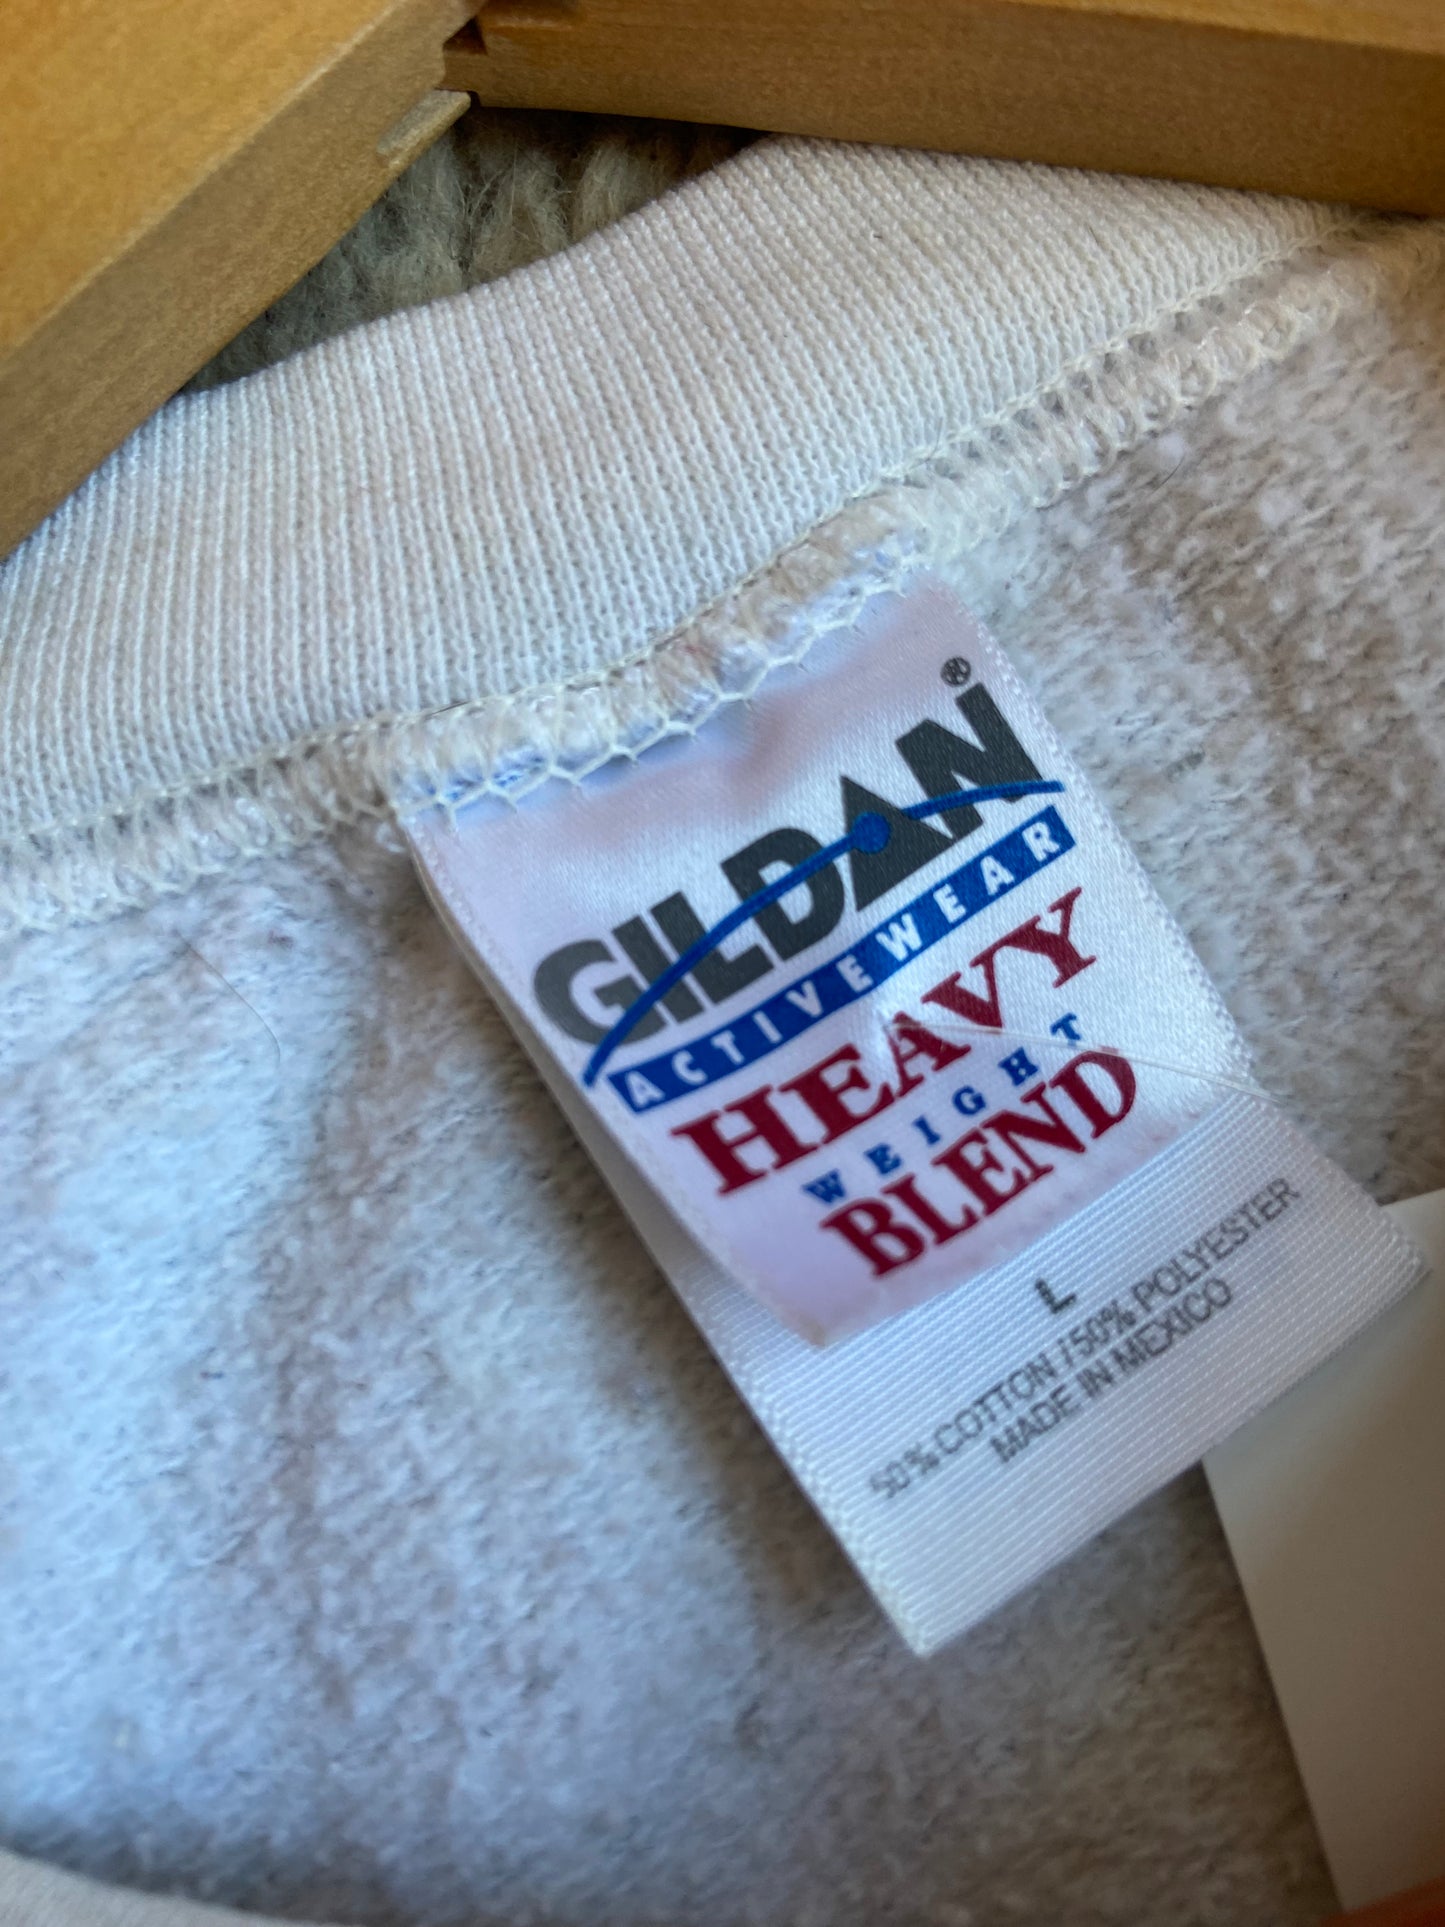 GILDAN®
ACTIVEWEAR
HEAVY
WEIGHT
BLEND
L
50% COTTON / 50% POLYESTER
MADE IN MEXICO